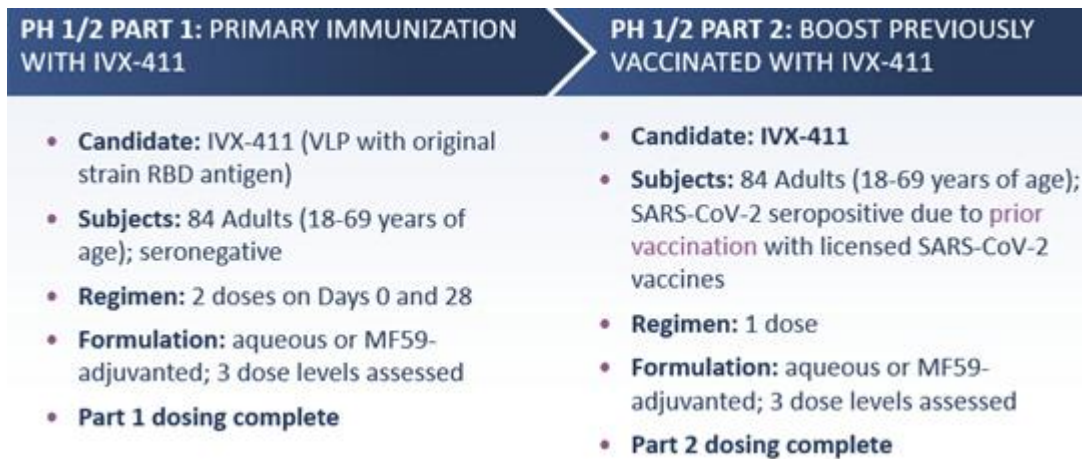 PH 1/2 PART 1: PRIMARY IMMUNIZATION
WITH IVX-411
• Candidate: IVX-411 (VLP with original
strain RBD antigen)
• Subjects: 84 Adults (18-69 years of
age); seronegative
• Regimen: 2 doses on Days 0 and 28
• Formulation: aqueous or MF59-
adjuvanted; 3 dose levels assessed
• Part 1 dosing complete
PH 1/2 PART 2: BOOST PREVIOUSLY
VACCINATED WITH IVX-411
• Candidate: IVX-411
• Subjects: 84 Adults (18-69 years of age);
SARS-CoV-2 seropositive due to prior
vaccination with licensed SARS-CoV-2
vaccines
• Regimen: 1 dose
• Formulation: aqueous or MF59-
adjuvanted; 3 dose levels assessed
• Part 2 dosing complete